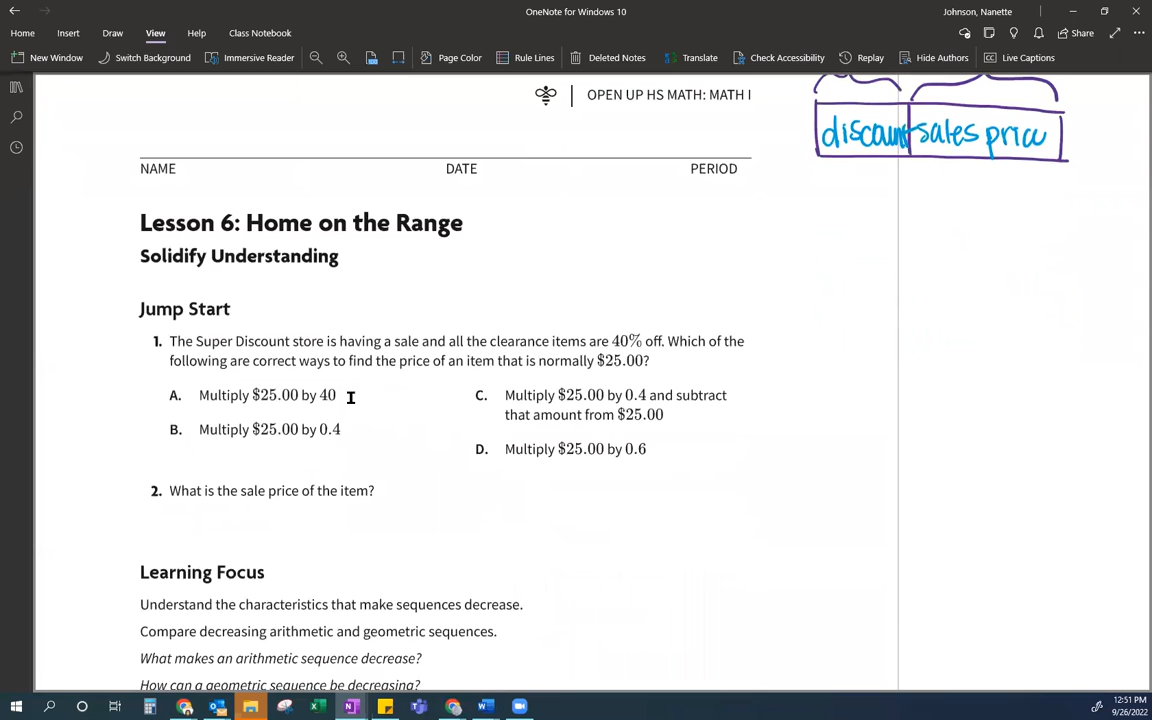 OneNote for Windows 10
Johnson, Nanette
Home Insert Draw View Help Class Notebook
Share
New Window Switch Background Immersive Reader Page Color Rule Lines Deleted Notes Translate Check Accessibility Replay Hide Authors Live Captions
OPEN UP HS MATH: MATH I
discount sales price
NAME DATE PERIOD
Lesson 6: Home on the Range
Solidify Understanding
Jump Start
1. The Super Discount store is having a sale and all the clearance items are 40% off. Which of the
following are correct ways to find the price of an item that is normally $25.00?
A. Multiply $25.00 by 40
B. Multiply $25.00 by 0.4
C. Multiply $25.00 by 0.4 and subtract
that amount from $25.00
D. Multiply $25.00 by 0.6
2. What is the sale price of the item?
Learning Focus
Understand the characteristics that make sequences decrease.
Compare decreasing arithmetic and geometric sequences.
What makes an arithmetic sequence decrease?
How can a geometric sequence be decreasing?
12:51 PM
9/26/2022